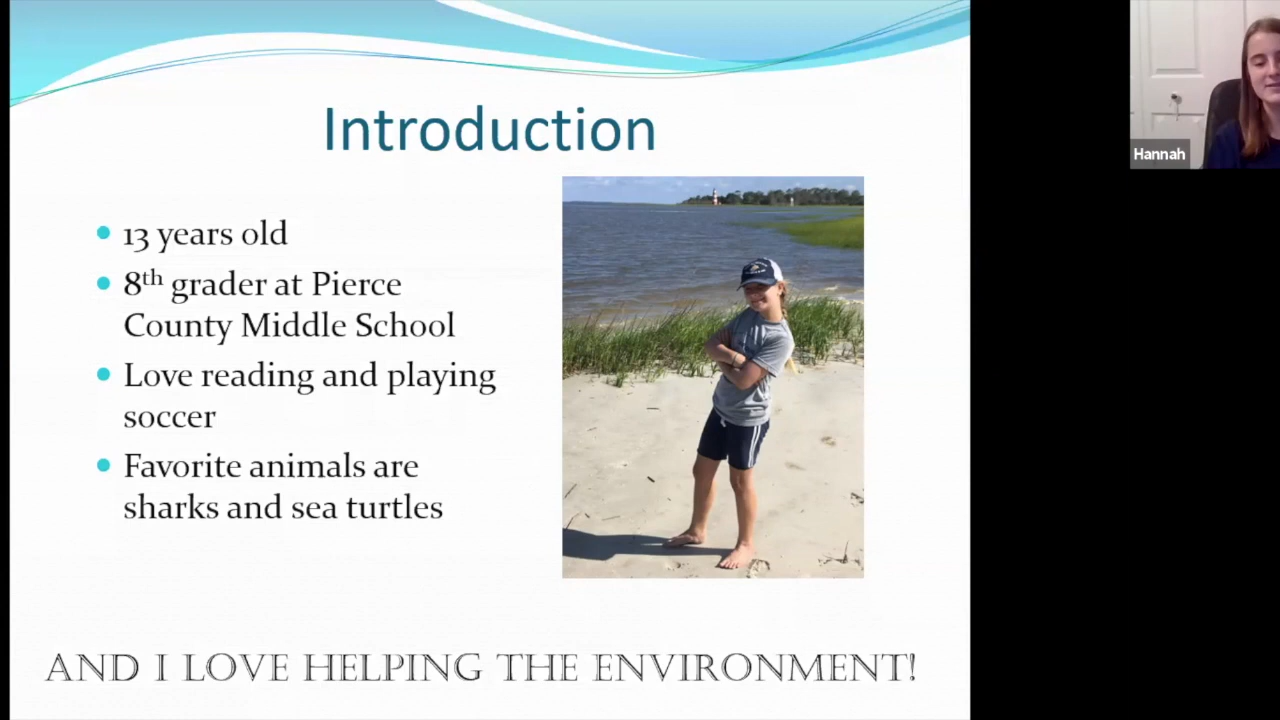 Introduction
13 years old
8th grader at Pierce
County Middle School
Love reading and playing
soccer
Favorite animals are
sharks and sea turtles
AND I LOVE HELPING THE ENVIRONMENT!
Hannah